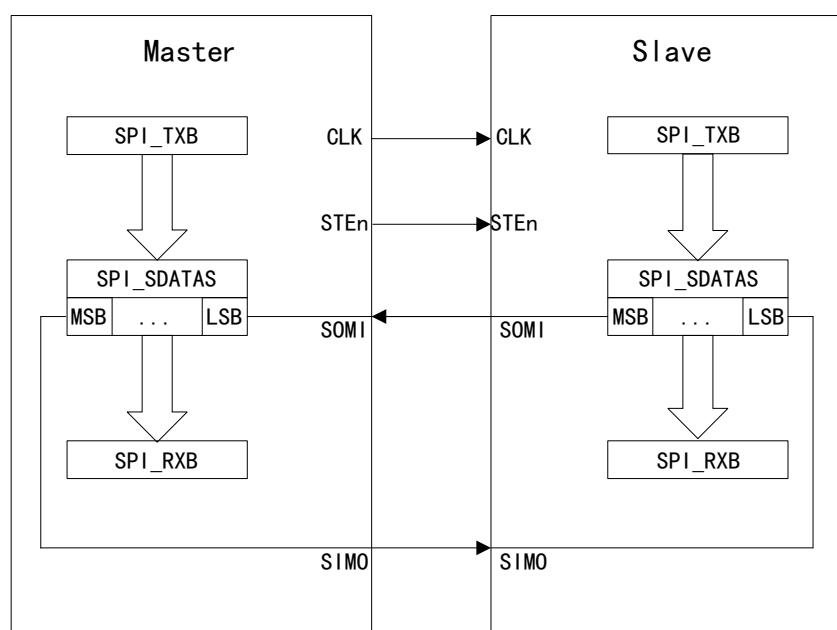 Master
Slave
SPI_TXB
CLK
CLK
SPI_TXB
STEn
STEn
SPI_SDATAS
SPI_SDATAS
MSB ... LSB
SOMI
SOMI
MSB ... LSB
SPI_RXB
SPI_RXB
SIMO
SIMO